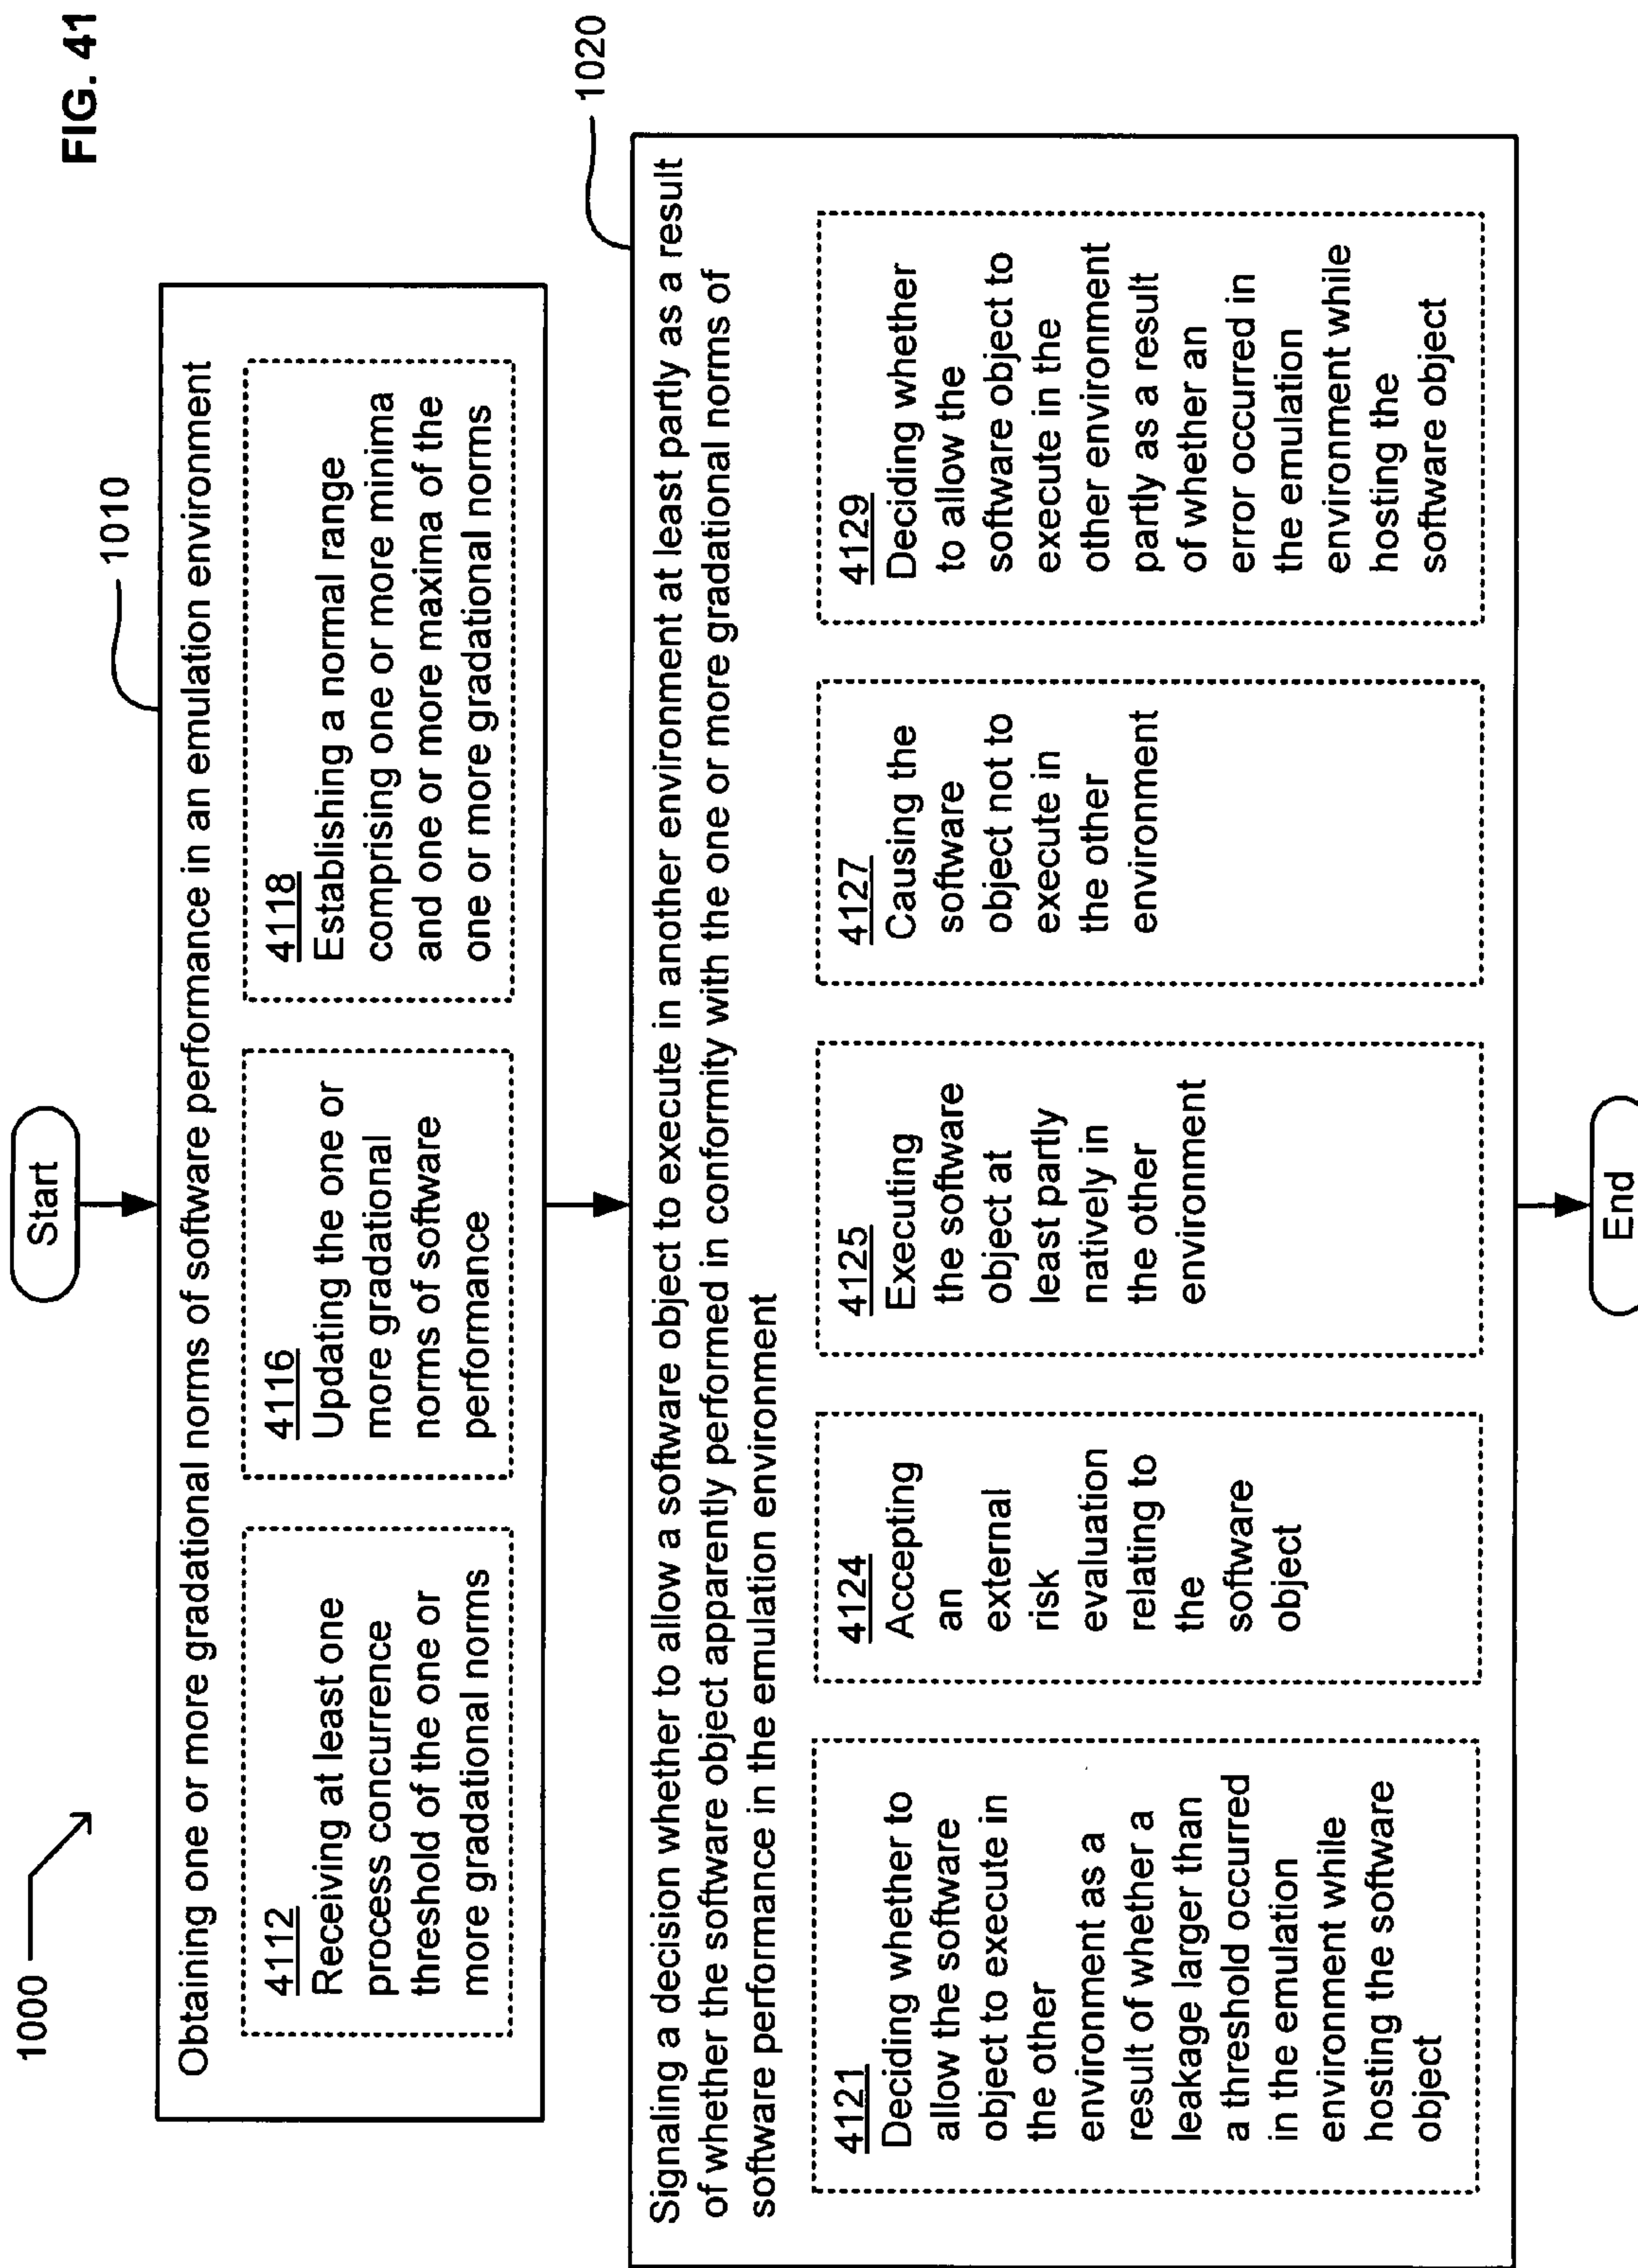 FIG. 41
1000
Start
1010
Obtaining one or more gradational norms of software performance in an emulation environment
4112
Receiving at least one
process concurrence
threshold of the one or
more gradational norms
4116
Updating the one or
more gradational
norms of software
performance
4118
Establishing a normal range
comprising one or more minima
and one or more maxima of the
one or more gradational norms
1020
Signaling a decision whether to allow a software object to execute in another environment at least partly as a result
of whether the software object apparently performed in conformity with the one or more gradational norms of
software performance in the emulation environment
4121
Deciding whether to
allow the software
object to execute in
the other
environment as a
result of whether a
leakage larger than
a threshold occurred
in the emulation
environment while
hosting the software
object
4124
Accepting
an
external
risk
evaluation
relating to
the
software
object
4125
Executing
the software
object at
least partly
natively in
the other
environment
4127
Causing the
software
object not to
execute in
the other
environment
4129
Deciding whether
to allow the
software object to
execute in the
other environment
partly as a result
of whether an
error occurred in
the emulation
environment while
hosting the
software object
End